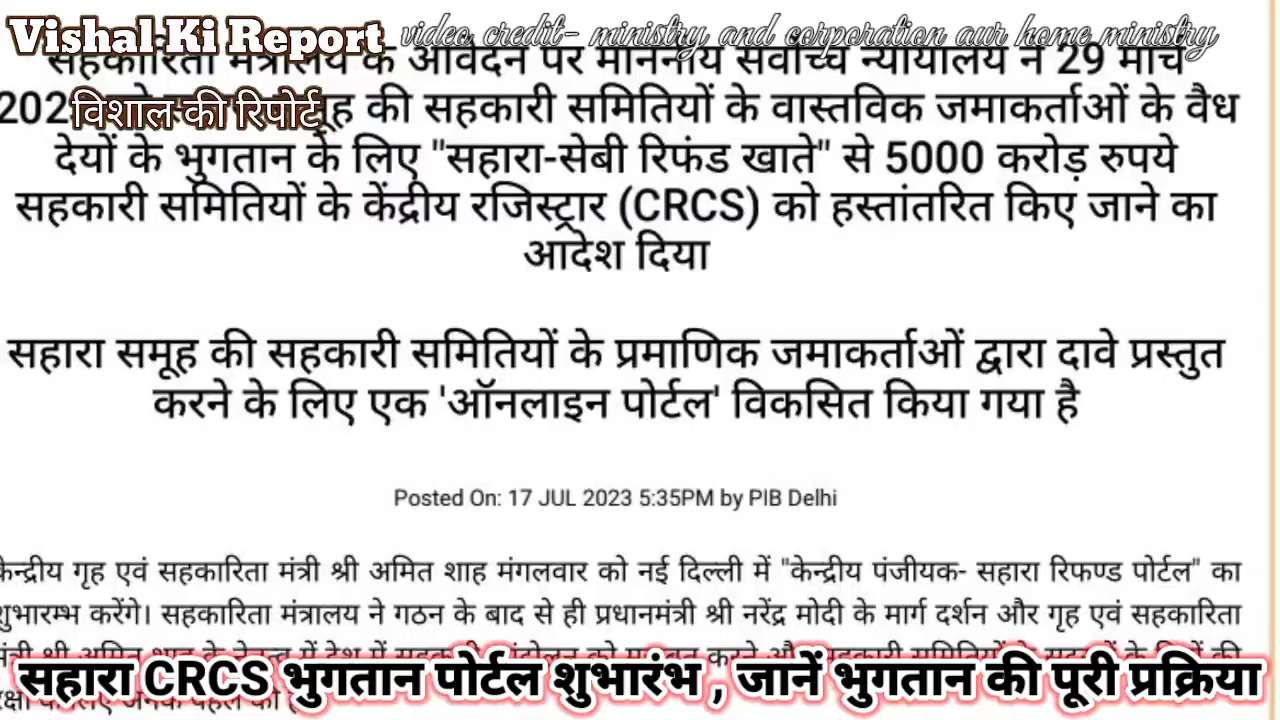 Vishal Ki Report
video credit- ministry and corporation aur home ministry
सहकारिता मंत्रालय के आवेदन पर माननीय सर्वोच्च न्यायालय ने 29 मार्च
विशाल की रिपोर्ट
202 की सहकारी समितियों के वास्तविक जमाकर्ताओं के वैध
देयों के भुगतान के लिए "सहारा-सेबी रिफंड खाते" से 5000 करोड़ रुपये
सहकारी समितियों के केंद्रीय रजिस्ट्रार (CRCS) को हस्तांतरित किए जाने का
आदेश दिया
सहारा समूह की सहकारी समितियों के प्रमाणिक जमाकर्ताओं द्वारा दावे प्रस्तुत
करने के लिए एक 'ऑनलाइन पोर्टल' विकसित किया गया है
Posted On: 17 JUL 2023 5:35PM by PIB Delhi
केन्द्रीय गृह एवं सहकारिता मंत्री श्री अमित शाह मंगलवार को नई दिल्ली में "केन्द्रीय पंजीयक- सहारा रिफण्ड पोर्टल" का
शुभारम्भ करेंगे। सहकारिता मंत्रालय ने गठन के बाद से ही प्रधानमंत्री श्री नरेंद्र मोदी के मार्ग दर्शन और गृह एवं सहकारिता
सहारा CRCS भुगतान पोर्टल शुभारंभ , जानें भुगतान की पूरी प्रक्रिया